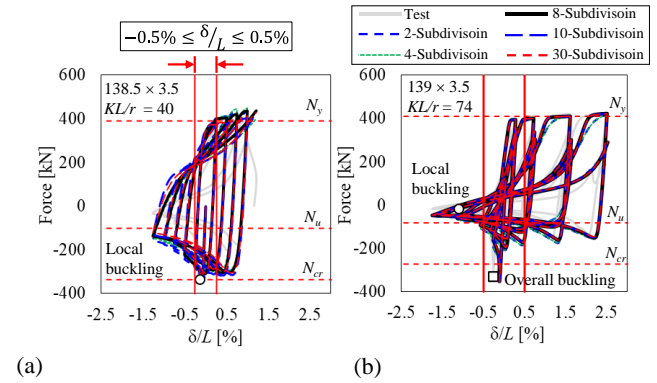 (a)
−0.5% ≤ δ/L ≤ 0.5%
(b)
Test
8-Subdivisoin
2-Subdivisoin
10-Subdivisoin
4-Subdivisoin
30-Subdivisoin
600
400
200
0
-200
-400
Force [kN]
138.5 × 3.5
KL/r = 40
Ny
Nu
Ncr
Local
buckling
-2.5 -1.5 -0.5 0.5 1.5 2.5
δ/L [%]
600
400
200
0
-200
-400
Force [kN]
139 × 3.5
KL/r = 74
Ny
Local
buckling
Nu
Ncr
Overall buckling
-2.5 -1.5 -0.5 0.5 1.5 2.5
δ/L [%]
(a)
(b)